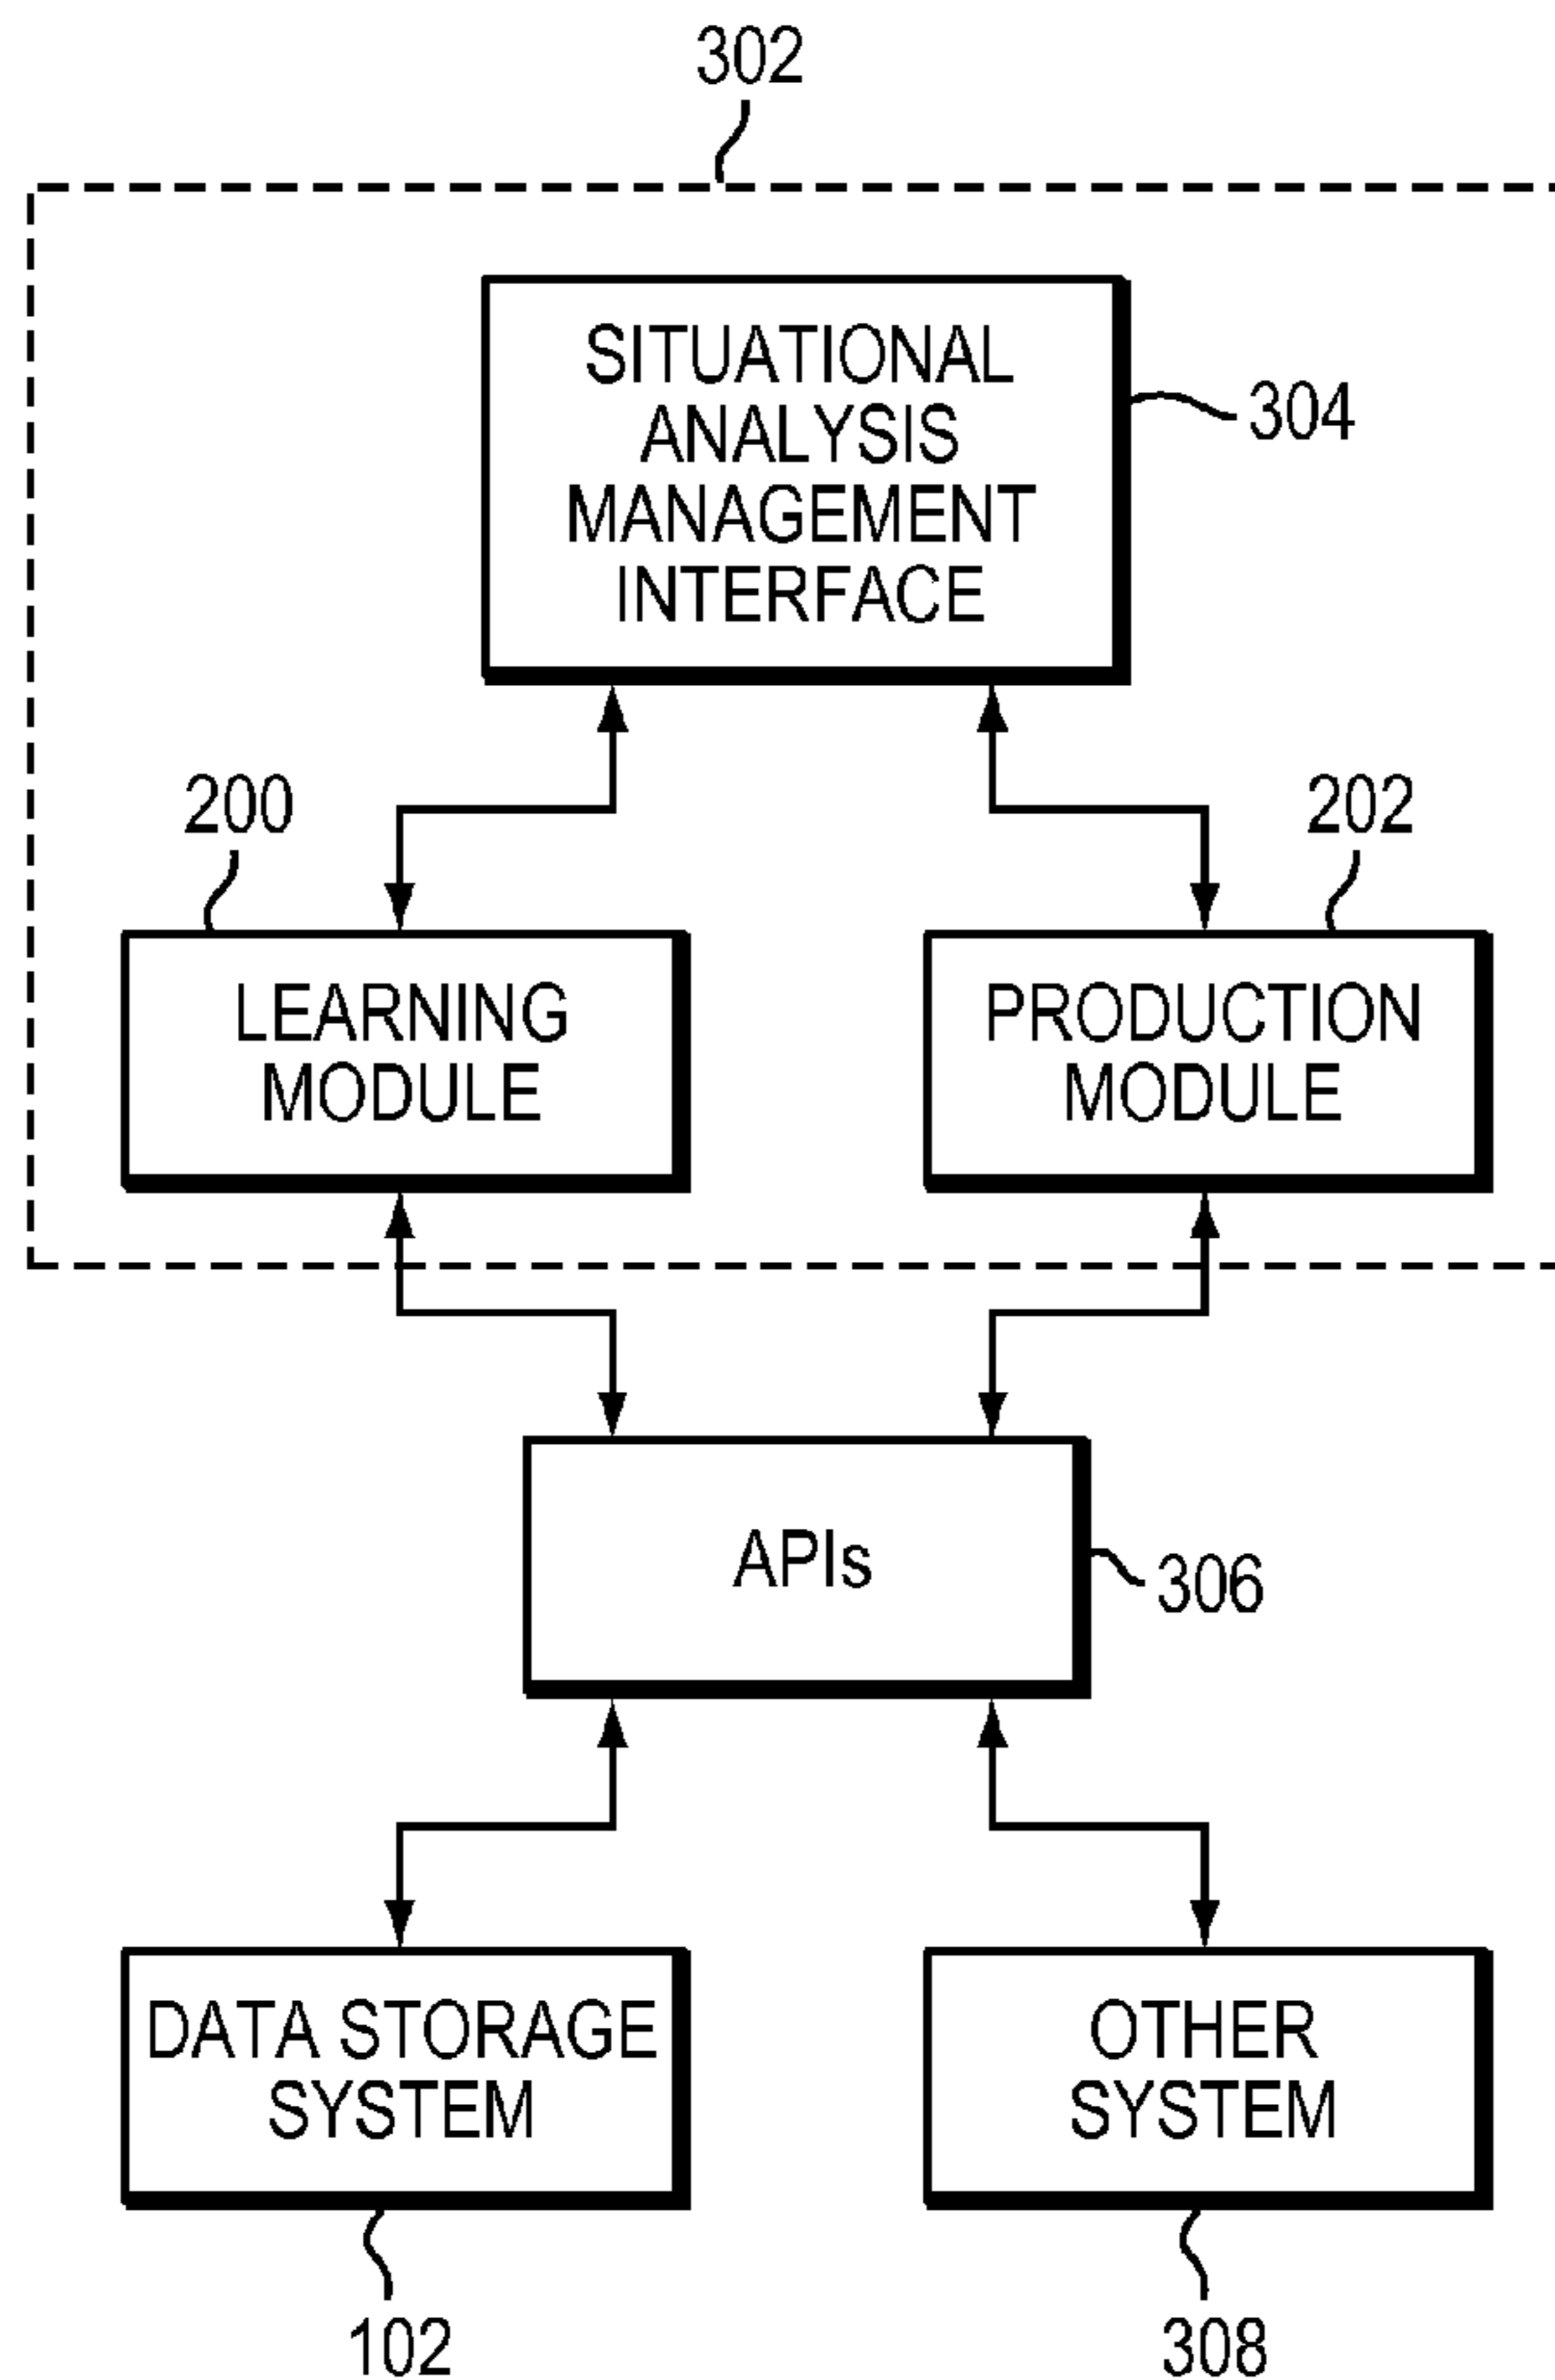 302
SITUATIONAL
ANALYSIS
MANAGEMENT
INTERFACE
304
200
202
LEARNING
MODULE
PRODUCTION
MODULE
APIs
306
DATA STORAGE
SYSTEM
OTHER
SYSTEM
102
308